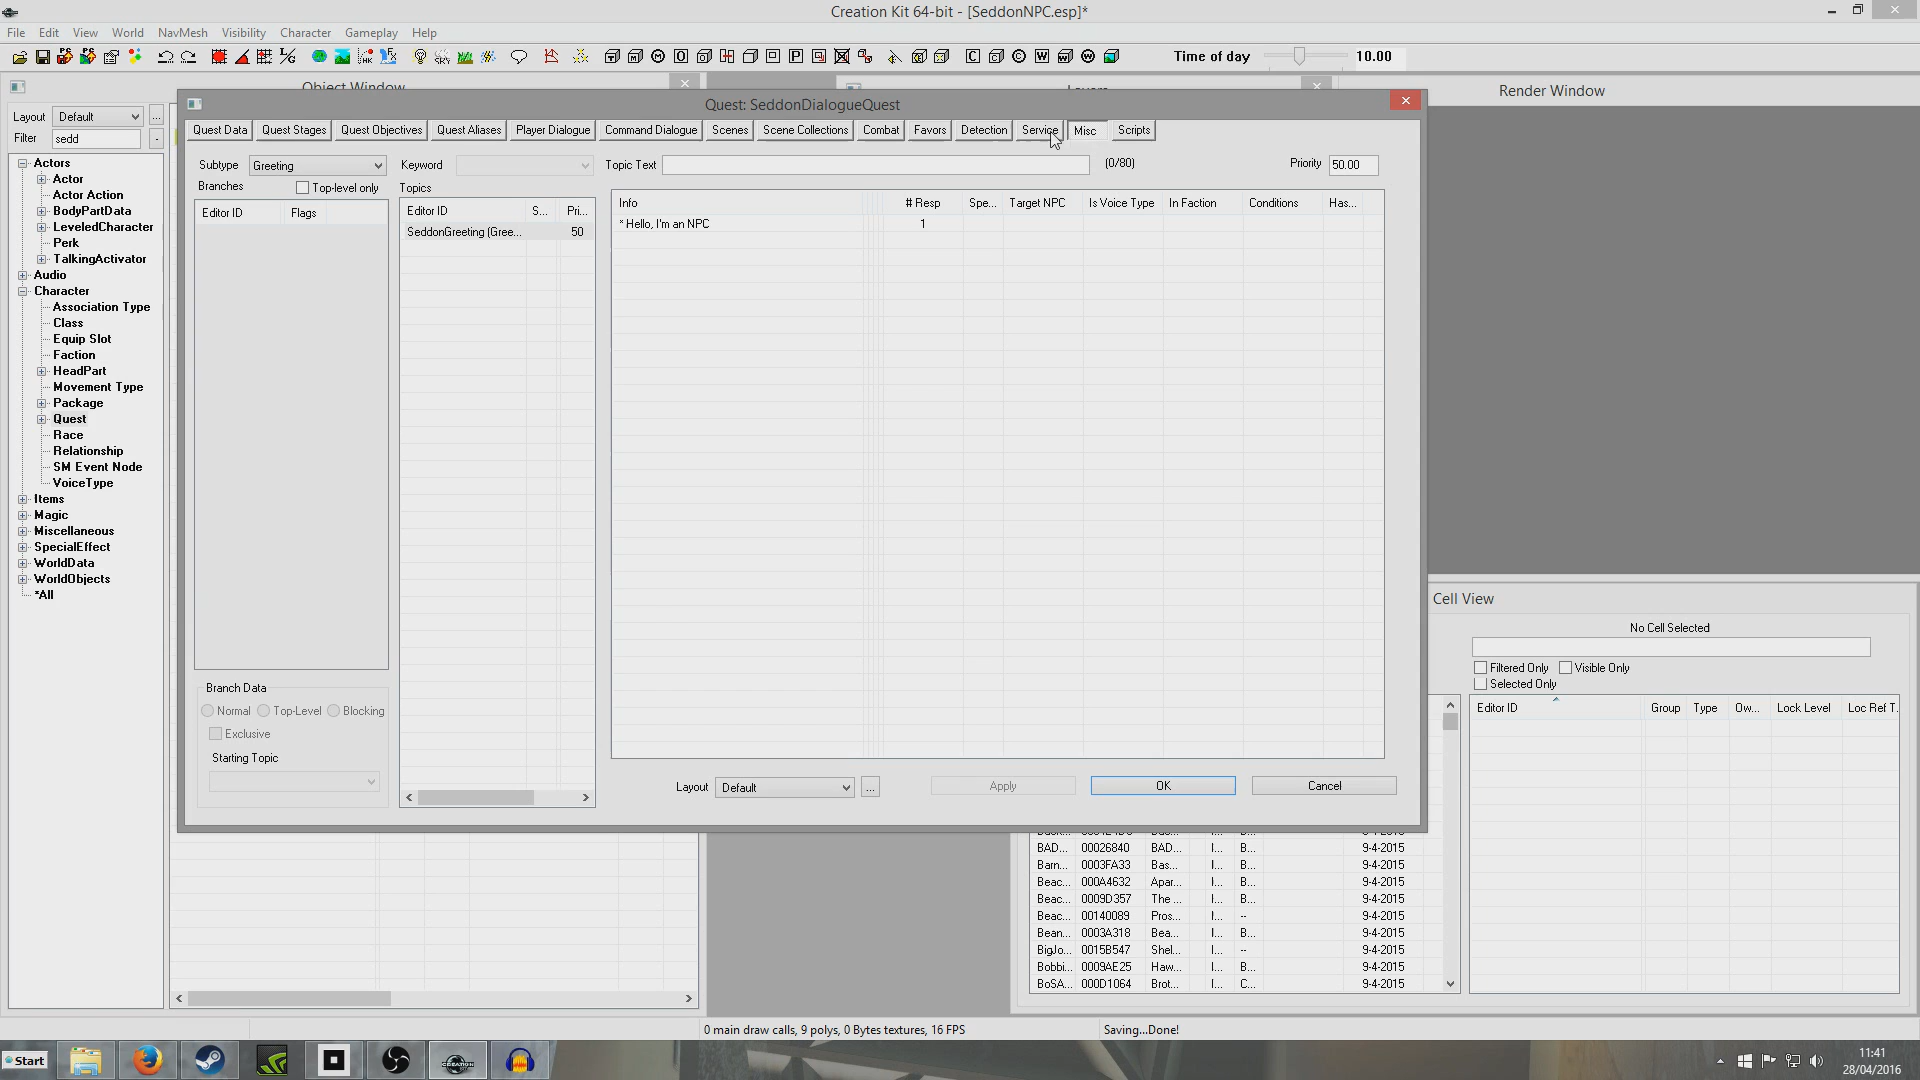 Creation Kit 64-bit - [SeddonNPC.esp]*
File Edit View World NavMesh Visibility Character Gameplay Help
Time of day 10.00
Object Window
Render Window
Layout Default ...
Filter sedd -
Actors
Actor
Actor Action
BodyPartData
LeveledCharacter
Perk
TalkingActivator
Audio
Character
Association Type
Class
Equip Slot
Faction
HeadPart
Movement Type
Package
Quest
Race
Relationship
SM Event Node
VoiceType
Items
Magic
Miscellaneous
SpecialEffect
WorldData
WorldObjects
*All
Quest: SeddonDialogueQuest
Quest Data Quest Stages Quest Objectives Quest Aliases Player Dialogue Command Dialogue Scenes Scene Collections Combat Favors Detection Service Misc Scripts
Subtype Greeting Keyword Topic Text (0/80) Priority 50.00
Branches Top-level only Topics
Editor ID Flags
Editor ID S... Pri...
SeddonGreeting (Gree... 50
Info # Resp Spe... Target NPC Is Voice Type In Faction Conditions Has...
* Hello, I'm an NPC 1
Branch Data
Normal Top-Level Blocking
Exclusive
Starting Topic
Layout Default ... Apply OK Cancel
Cell View
No Cell Selected
Filtered Only Visible Only
Selected Only
Editor ID Group Type Ow... Lock Level Loc Ref T...
BAD... 00026840 BAD... I... B... 9-4-2015
Barn... 0003FA33 Bas... I... B... 9-4-2015
Beac... 000A4632 Apar... I... B... 9-4-2015
Beac... 0009D357 The ... I... B... 9-4-2015
Beac... 00140089 Pros... I... -- 9-4-2015
Bean... 0003A318 Bea... I... B... 9-4-2015
BigJo... 0015B547 Shel... I... -- 9-4-2015
Bobbi... 0009AE25 Haw... I... B... 9-4-2015
BoSA... 000D1064 Brot... I... C... 9-4-2015
0 main draw calls, 9 polys, 0 Bytes textures, 16 FPS Saving...Done!
Start
CREATION
11:41
28/04/2016